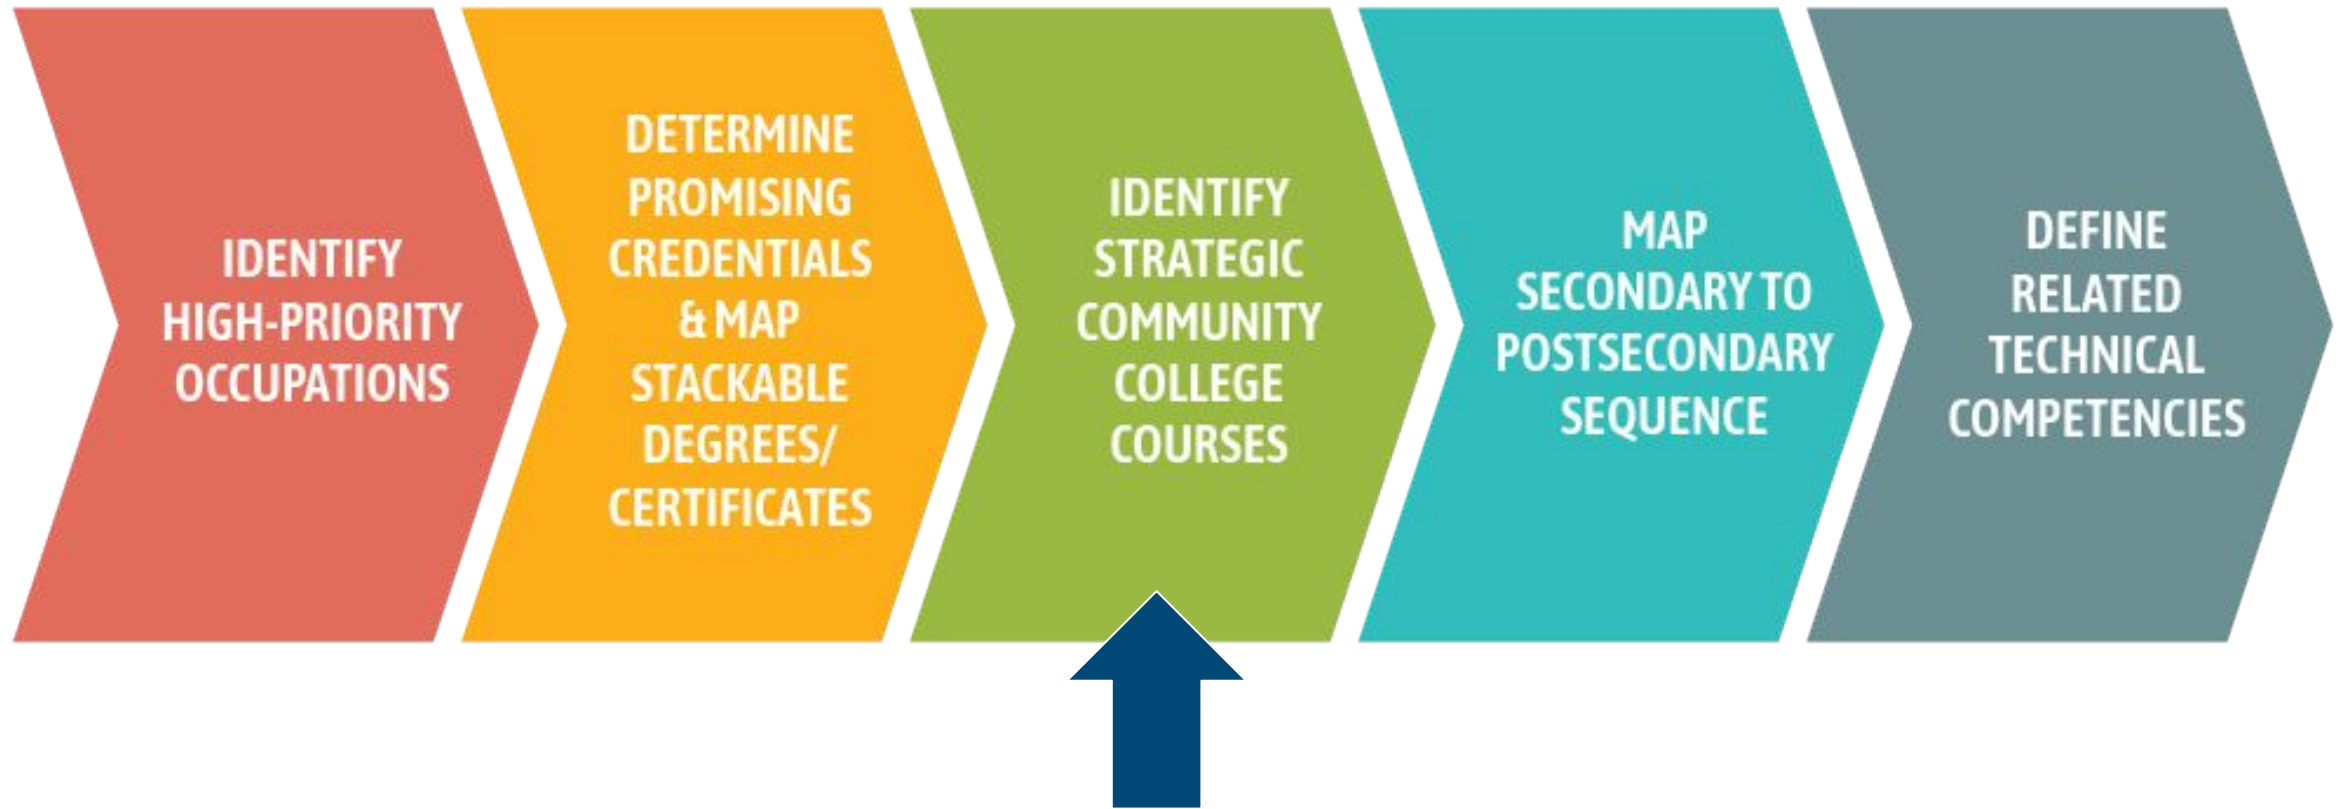 IDENTIFY
HIGH-PRIORITY
OCCUPATIONS
DETERMINE
PROMISING
CREDENTIALS
& MAP
STACKABLE
DEGREES/
CERTIFICATES
IDENTIFY
STRATEGIC
COMMUNITY
COLLEGE
COURSES
MAP
SECONDARY TO
POSTSECONDARY
SEQUENCE
DEFINE
RELATED
TECHNICAL
COMPETENCIES